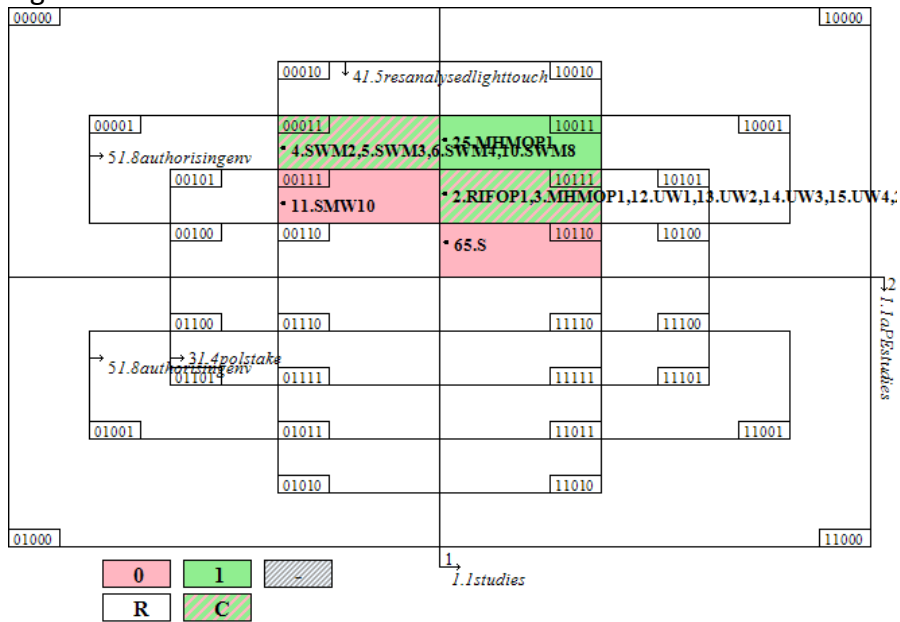 00000 10000
00010 41.5resanalysedlighttouch 10010
00001 00011 10011 10001
25.MHMOP1
51.8authorisingenv 4.SWM2,5.SWM3,6.SWM4,10.SWM8
00101 00111 10111 10101
11.SMW10 2.RIFOP1,3.MHMOP1,12.UW1,13.UW2,14.UW3,15.UW4,2
00100 00110 10110 10100
65.S
2
1.1aPEstudies
01100 01110 11110 11100
51.8authorisingenv 31.4polstake
01101 01111 11111 11101
01001 01011 11011 11001
01010 11010
01000 11000
1
1.1studies
0 1 -
R C